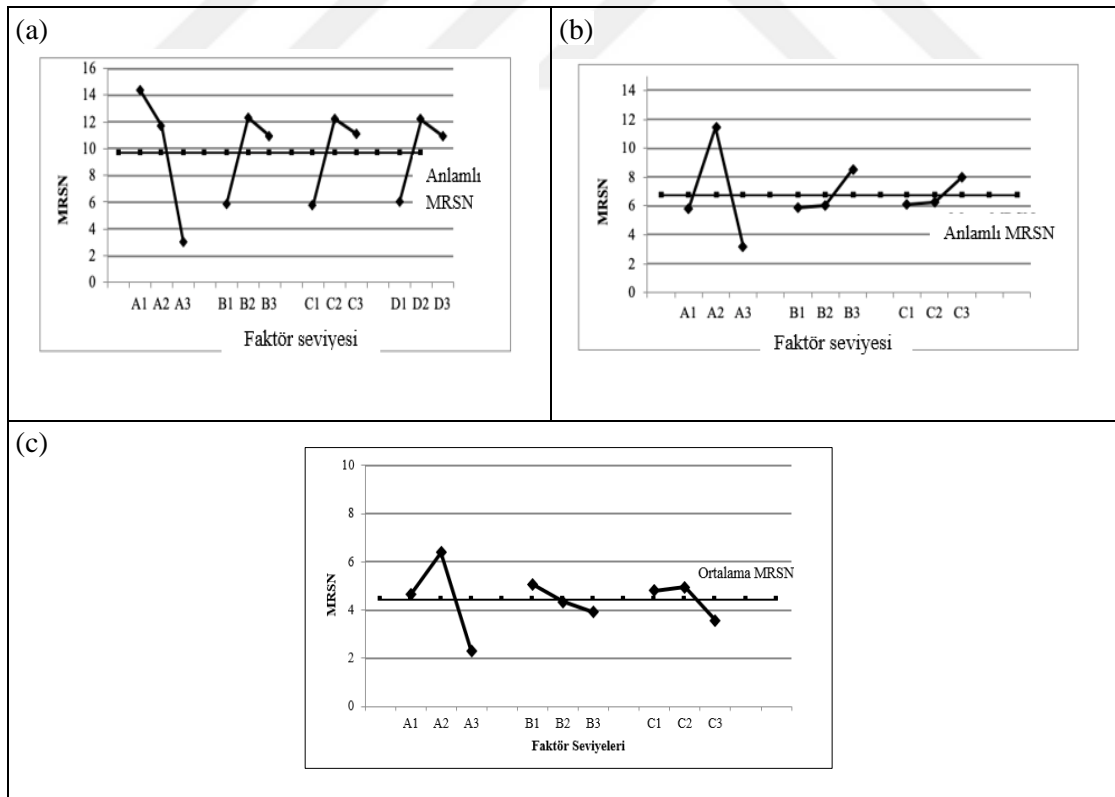 (a)
16
14
12
10
8
6
4
2
0
MRSN
Anlamlı
MRSN
A1 A2 A3 B1 B2 B3 C1 C2 C3 D1 D2 D3
Faktör seviyesi
(b)
14
12
10
8
6
4
2
0
MRSN
Anlamlı MRSN
A1 A2 A3 B1 B2 B3 C1 C2 C3
Faktör seviyesi
(c)
10
8
6
4
2
0
MRSN
Ortalama MRSN
A1 A2 A3 B1 B2 B3 C1 C2 C3
Faktör Seviyeleri